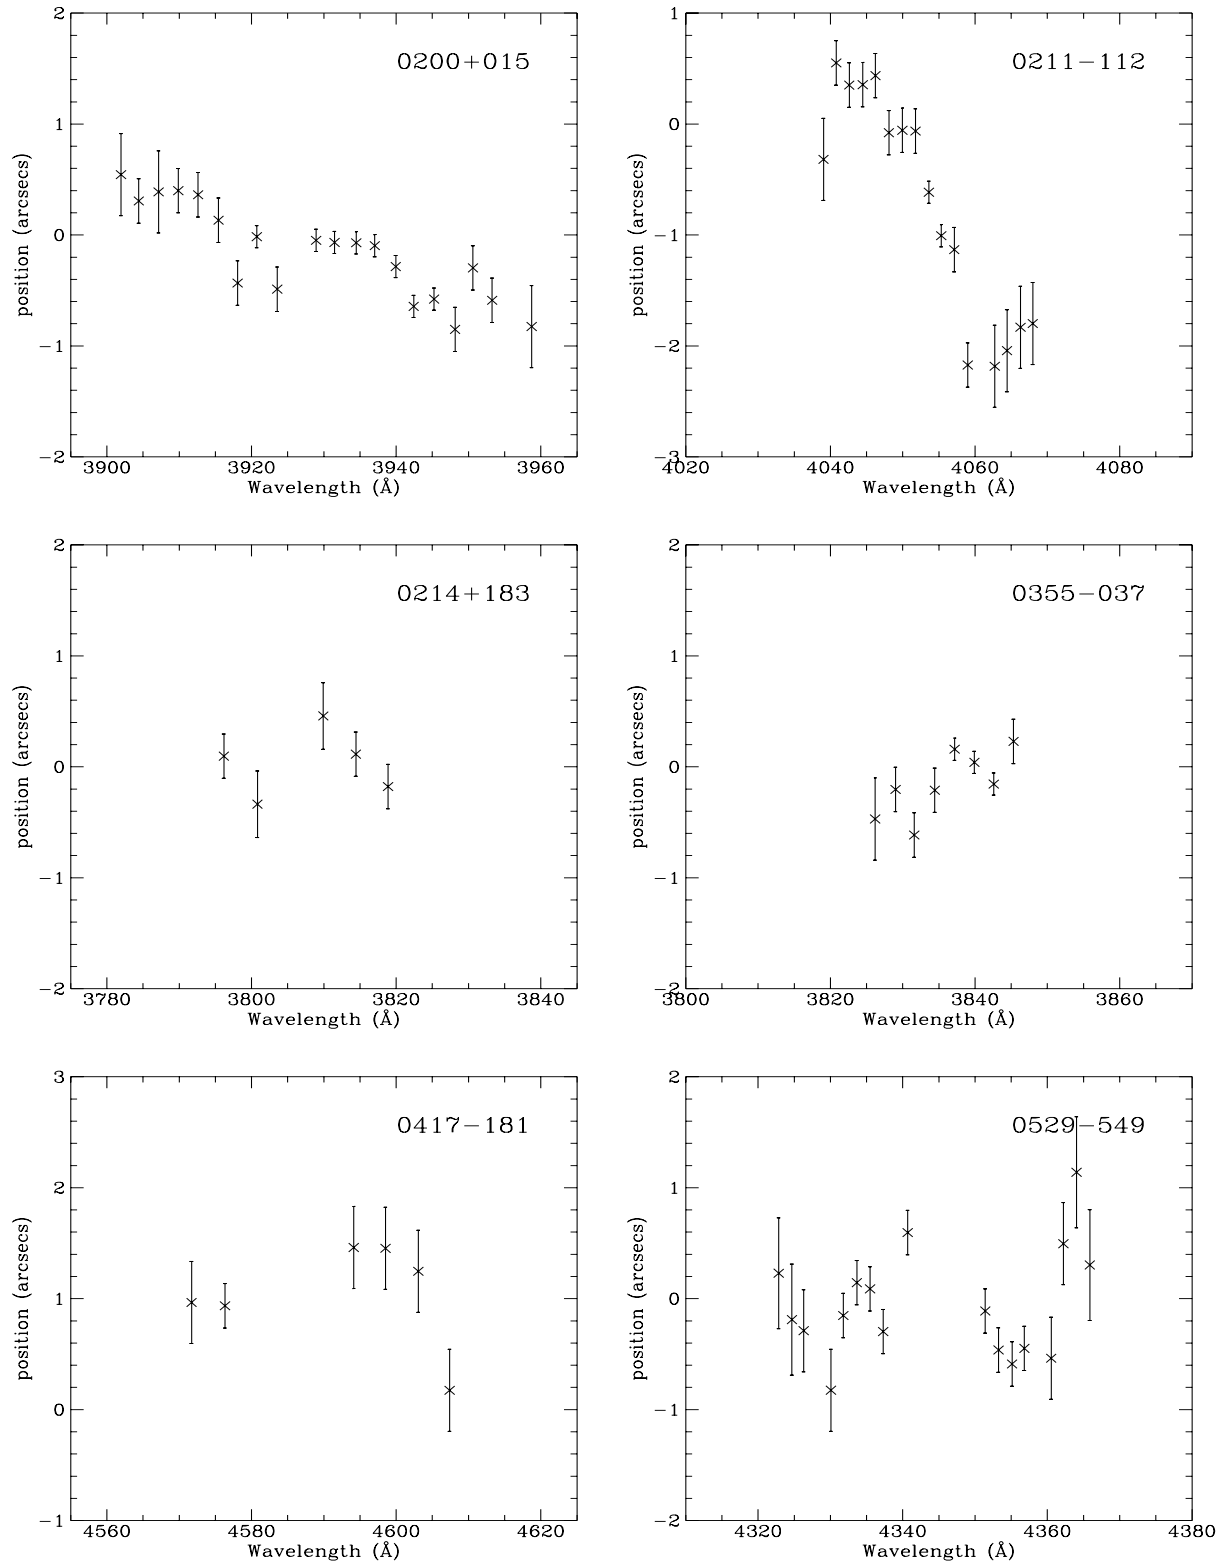 2
1
0
−1
−2
position (arcsecs)
0200+015
3900 3920 3940 3960
Wavelength (Å)
1
0
−1
−2
−3
position (arcsecs)
0211−112
4020 4040 4060 4080
Wavelength (Å)
2
1
0
−1
−2
position (arcsecs)
0214+183
3780 3800 3820 3840
Wavelength (Å)
2
1
0
−1
−2
position (arcsecs)
0355−037
3800 3820 3840 3860
Wavelength (Å)
3
2
1
0
−1
position (arcsecs)
0417−181
4560 4580 4600 4620
Wavelength (Å)
2
1
0
−1
−2
position (arcsecs)
0529−549
4320 4340 4360 4380
Wavelength (Å)